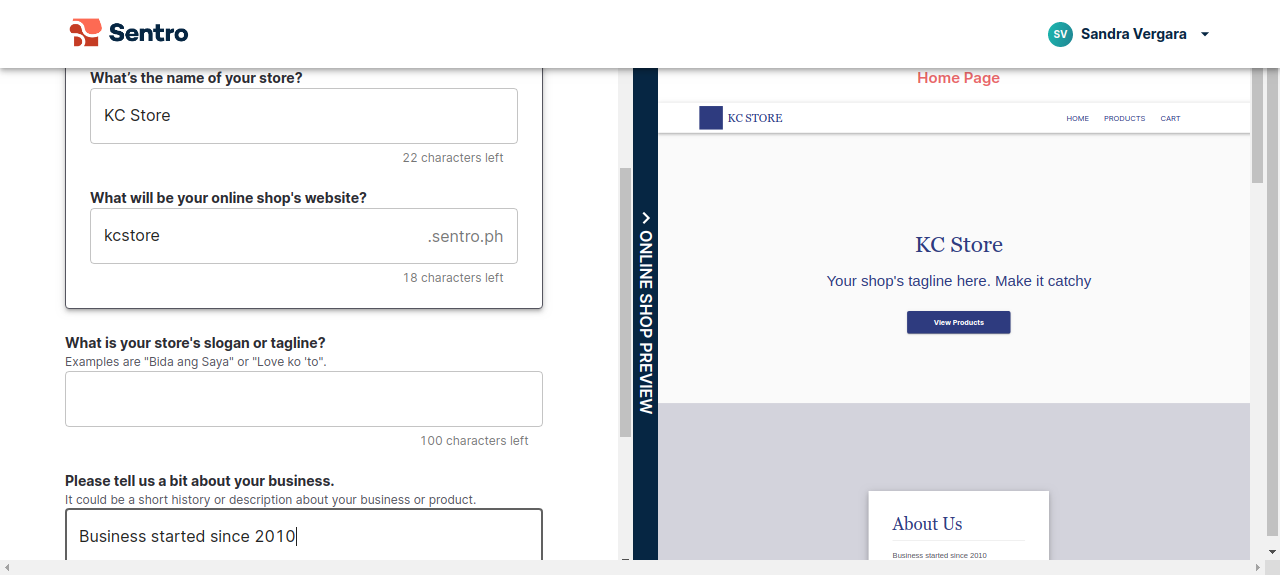 Sentro
SV Sandra Vergara
What's the name of your store?
KC Store
22 characters left
What will be your online shop's website?
kcstore .sentro.ph
18 characters left
What is your store's slogan or tagline?
Examples are "Bida ang Saya" or "Love ko 'to".
100 characters left
Please tell us a bit about your business.
It could be a short history or description about your business or product.
Business started since 2010
ONLINE SHOP PREVIEW
Home Page
KC STORE HOME PRODUCTS CART
KC Store
Your shop's tagline here. Make it catchy
View Products
About Us
Business started since 2010